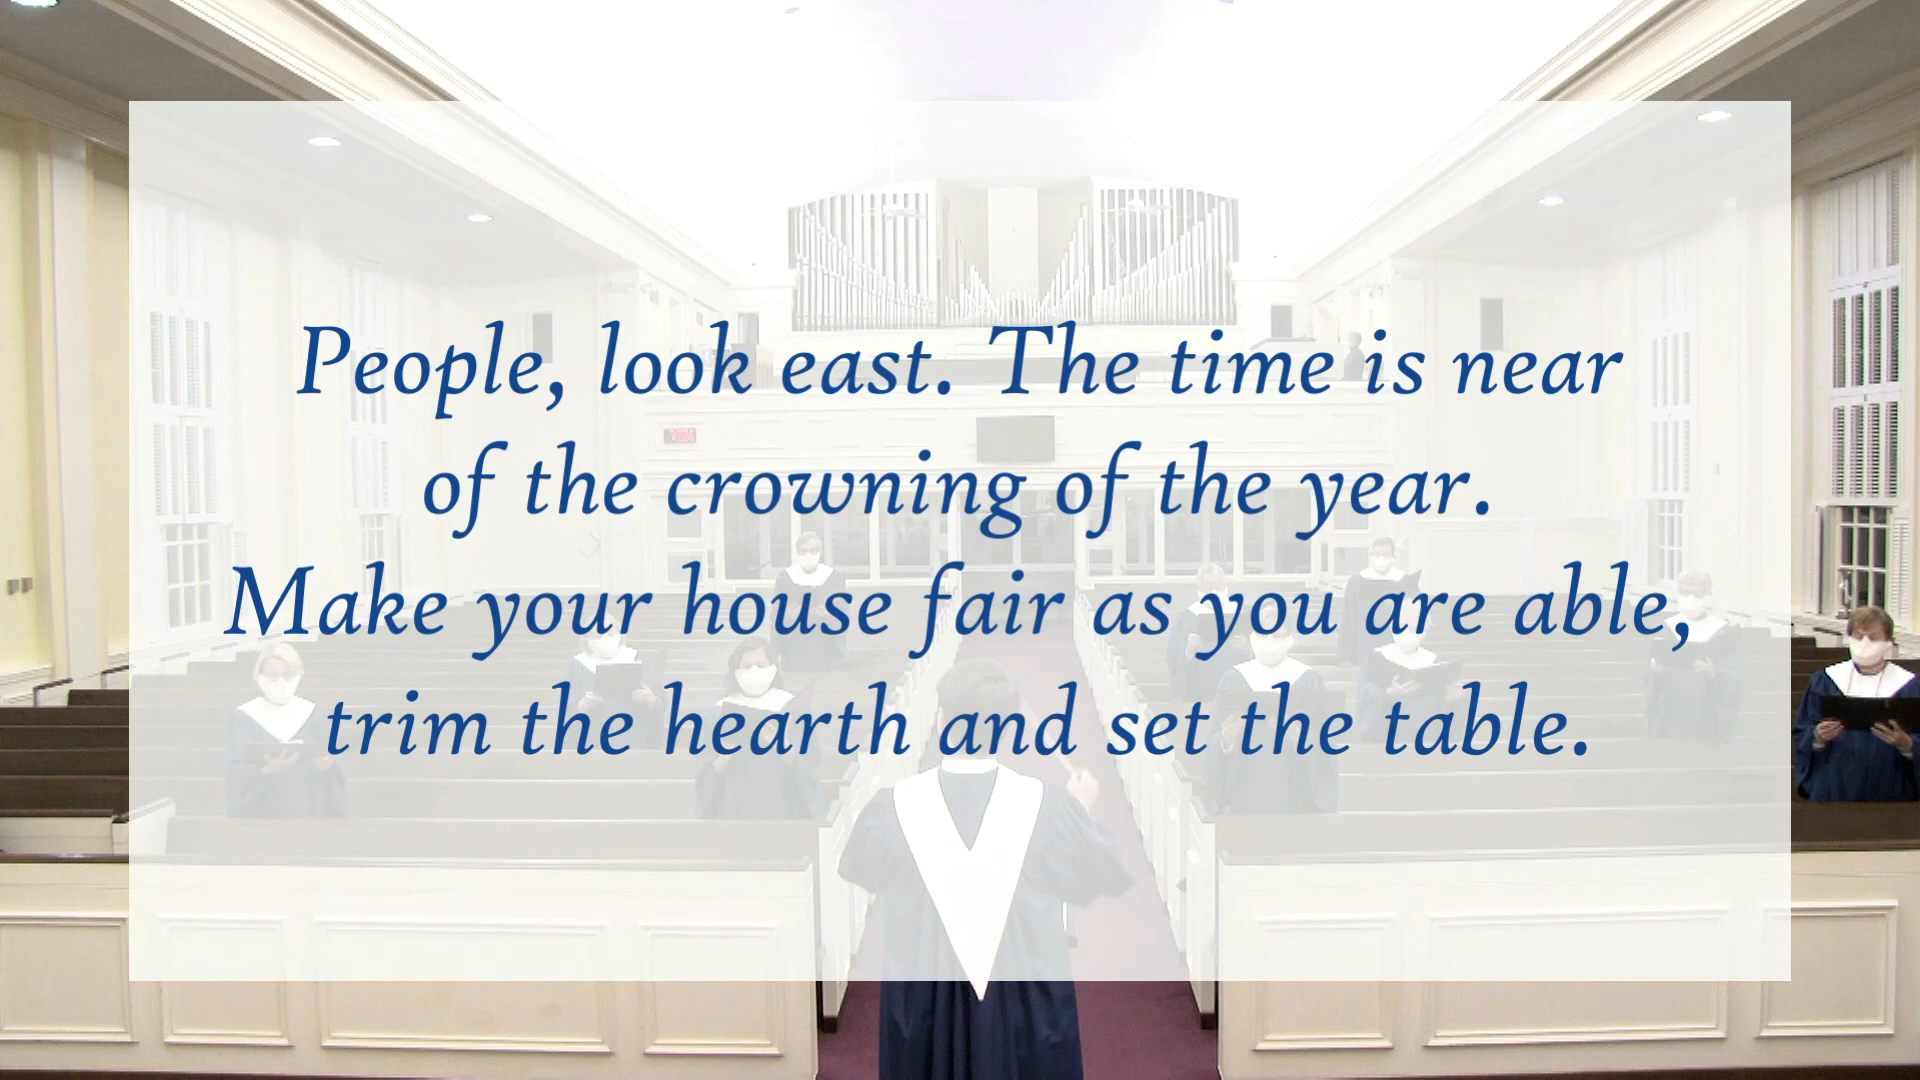 People, look east. The time is near
of the crowning of the year.
Make your house fair as you are able,
trim the hearth and set the table.